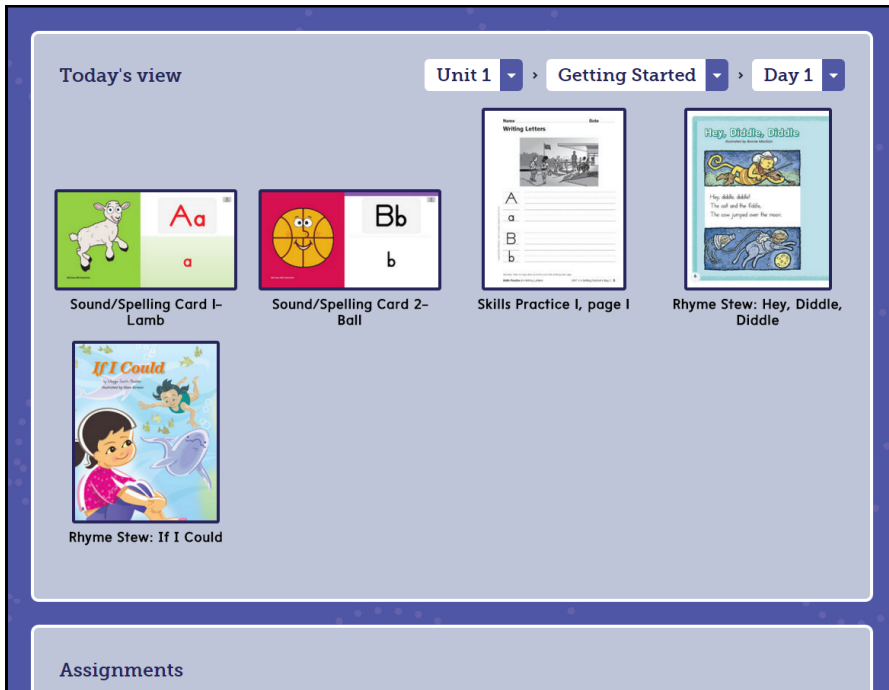 Today's view
Unit 1 › Getting Started › Day 1
Aa
a
Sound/Spelling Card 1-
Lamb
Bb
b
Sound/Spelling Card 2-
Ball
Name Date
Writing Letters
A
a
B
b
Skills Practice 1, page 1
Hey, Diddle, Diddle
Hey, diddle, diddle!
The cat and the fiddle,
The cow jumped over the moon.
Rhyme Stew: Hey, Diddle,
Diddle
If I Could
Rhyme Stew: If I Could
Assignments